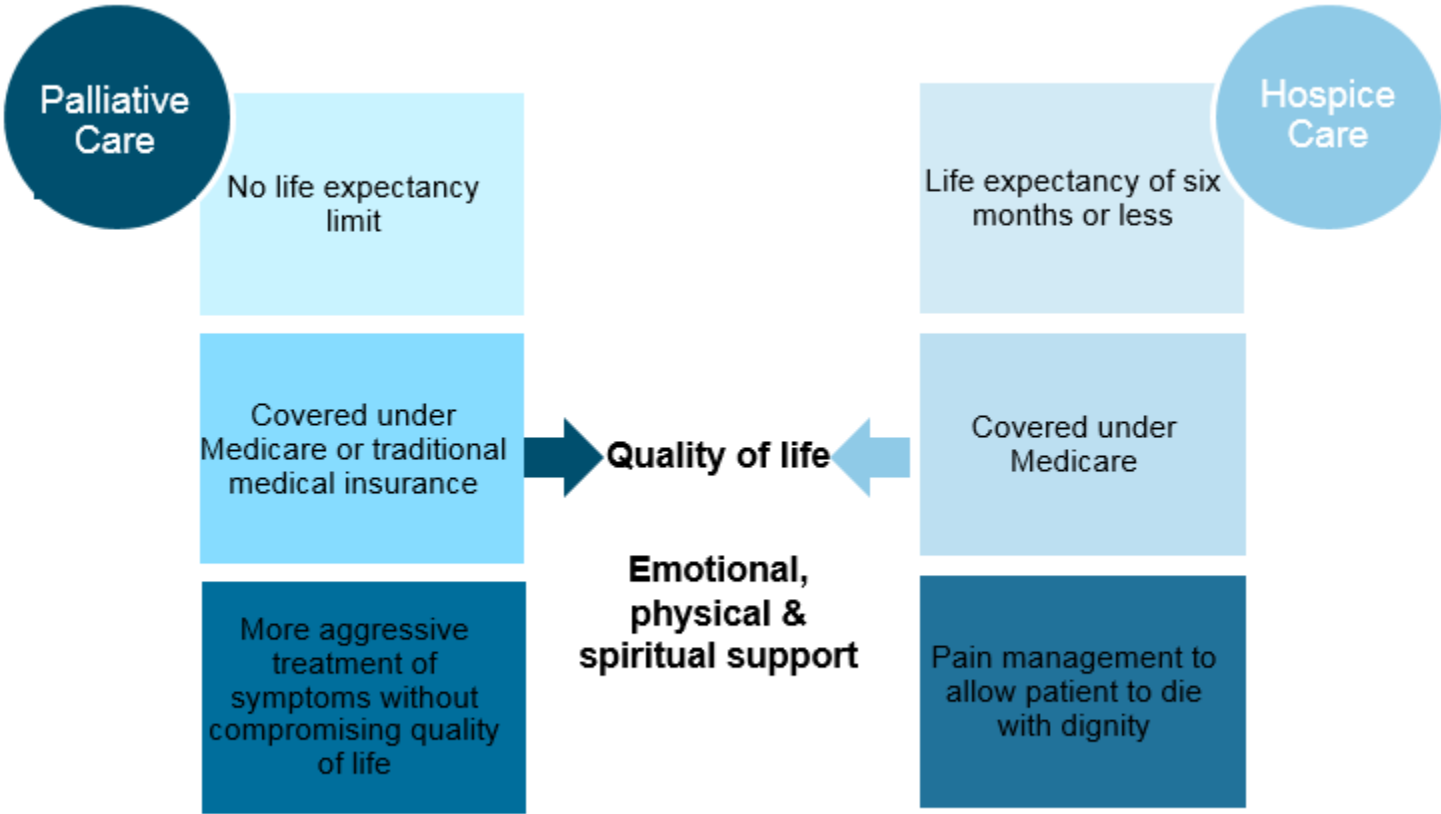 Palliative
Care
No life expectancy
limit
Covered under
Medicare or traditional
medical insurance
More aggressive
treatment of
symptoms without
compromising quality
of life
Quality of life
Emotional,
physical &
spiritual support
Hospice
Care
Life expectancy of six
months or less
Covered under
Medicare
Pain management to
allow patient to die
with dignity